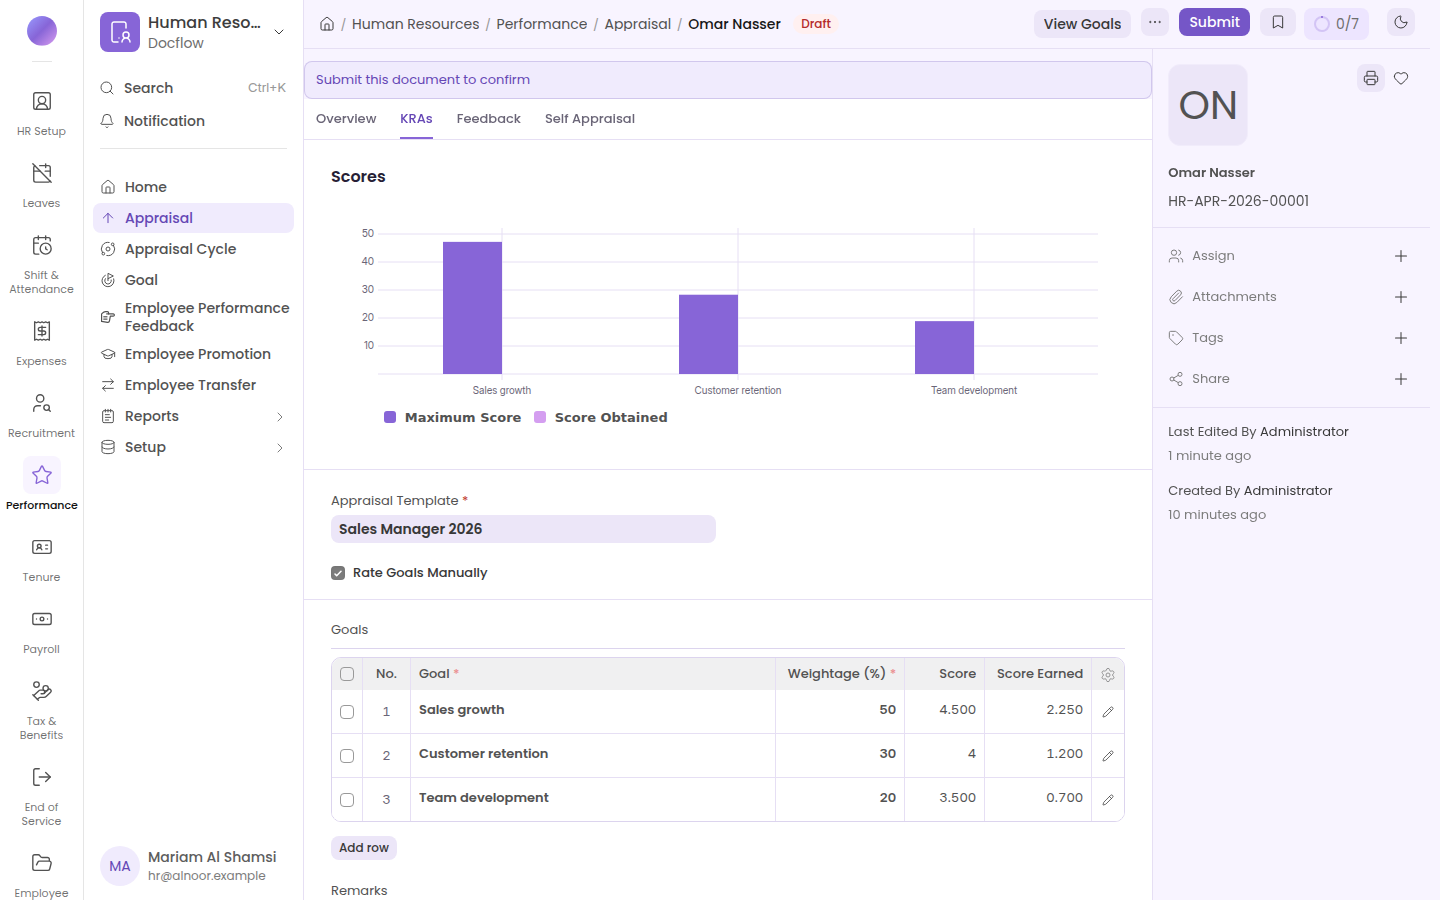 HR Setup
Leaves
Shift &
Attendance
Expenses
Recruitment
Performance
Tenure
Payroll
Tax &
Benefits
End of
Service
Employee
Human Reso...
Docflow
Search Ctrl+K
Notification
Home
Appraisal
Appraisal Cycle
Goal
Employee Performance
Feedback
Employee Promotion
Employee Transfer
Reports
Setup
MA
Mariam Al Shamsi
hr@alnoor.example
/ Human Resources / Performance / Appraisal / Omar Nasser Draft
View Goals ... Submit 0/7
Submit this document to confirm
Overview KRAs Feedback Self Appraisal
Scores
50
40
30
20
10
Sales growth Customer retention Team development
Maximum Score Score Obtained
Appraisal Template *
Sales Manager 2026
Rate Goals Manually
Goals
No. Goal * Weightage (%) * Score Score Earned
1 Sales growth 50 4.500 2.250
2 Customer retention 30 4 1.200
3 Team development 20 3.500 0.700
Add row
Remarks
ON
Omar Nasser
HR-APR-2026-00001
Assign
Attachments
Tags
Share
Last Edited By Administrator
1 minute ago
Created By Administrator
10 minutes ago